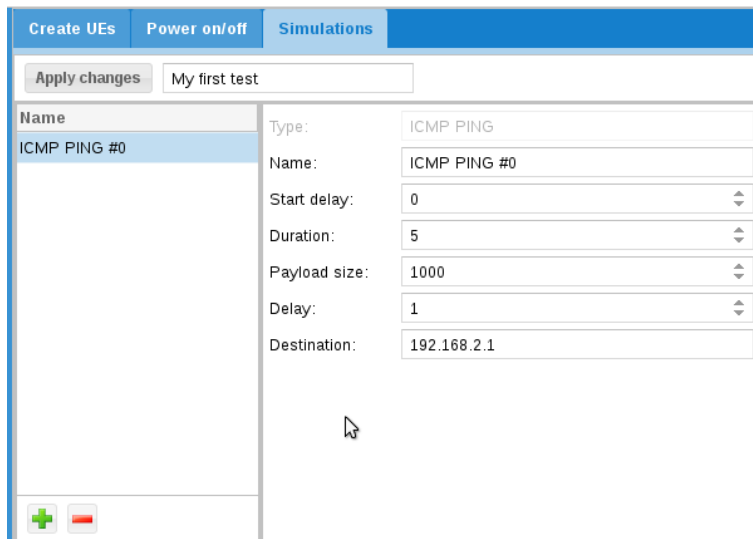 Create UEs Power on/off Simulations
Apply changes My first test
Name
ICMP PING #0
Type: ICMP PING
Name: ICMP PING #0
Start delay: 0
Duration: 5
Payload size: 1000
Delay: 1
Destination: 192.168.2.1